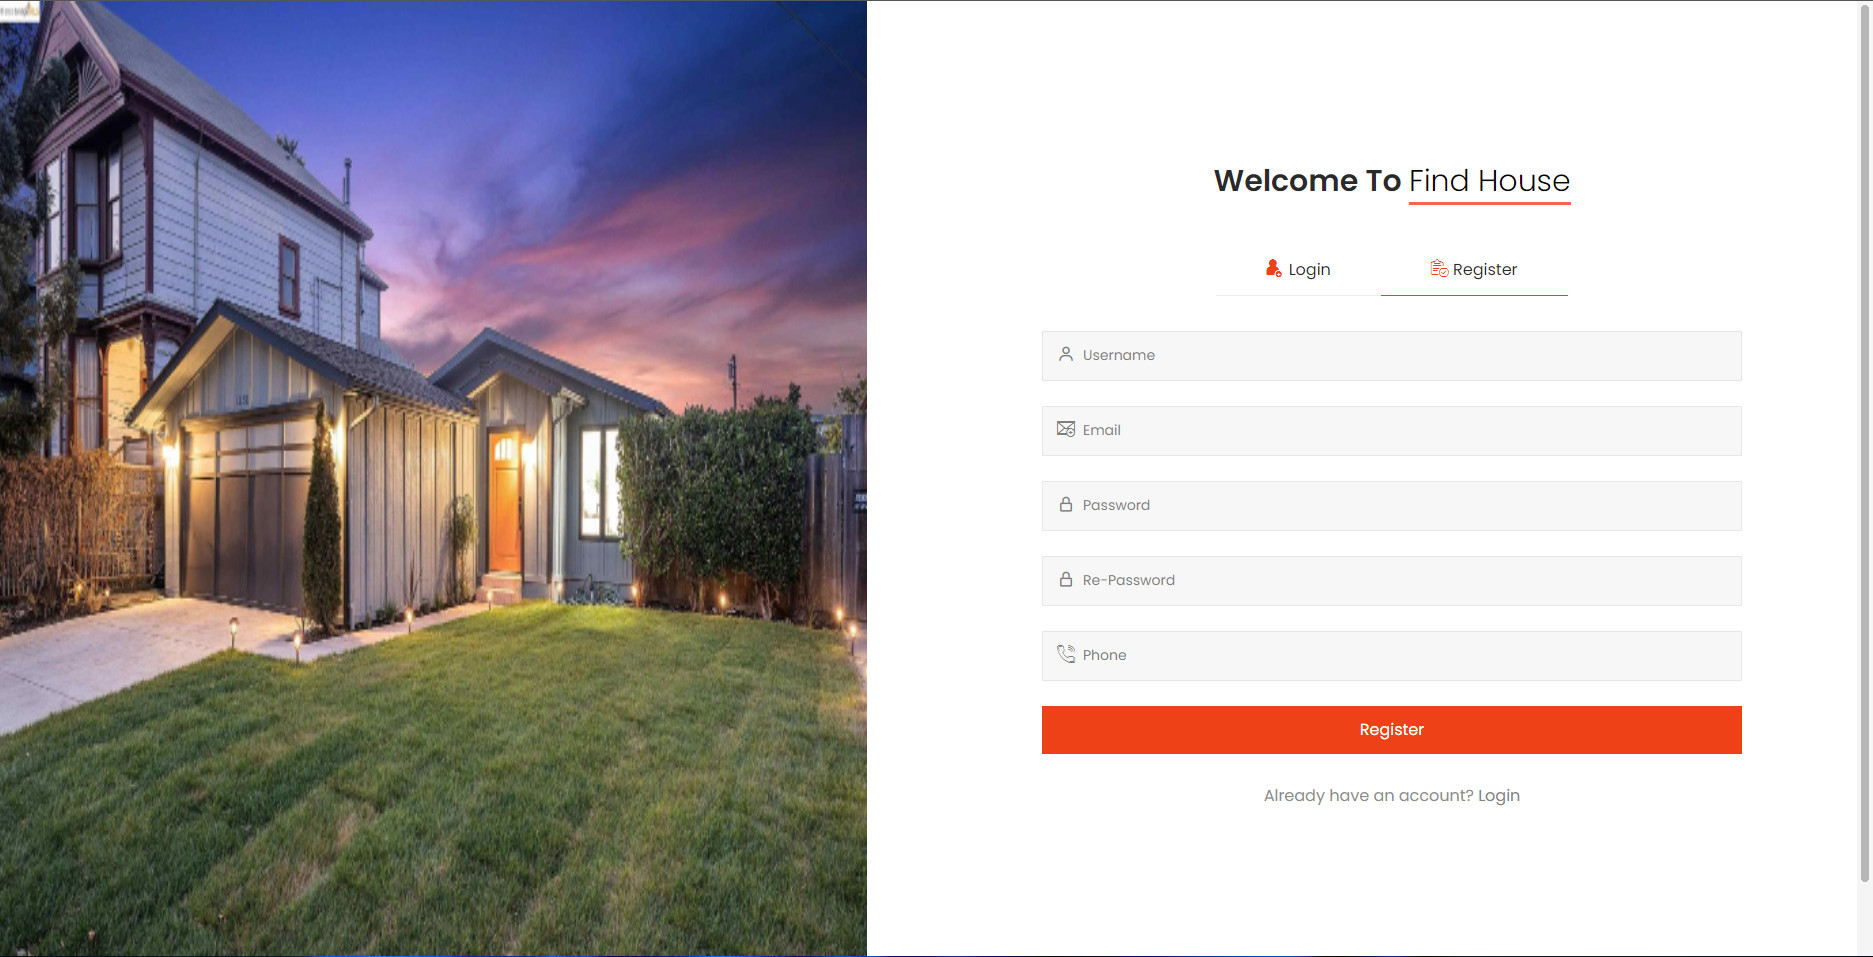 Welcome To Find House
Login
Register
Username
Email
Password
Re-Password
Phone
Register
Already have an account? Login